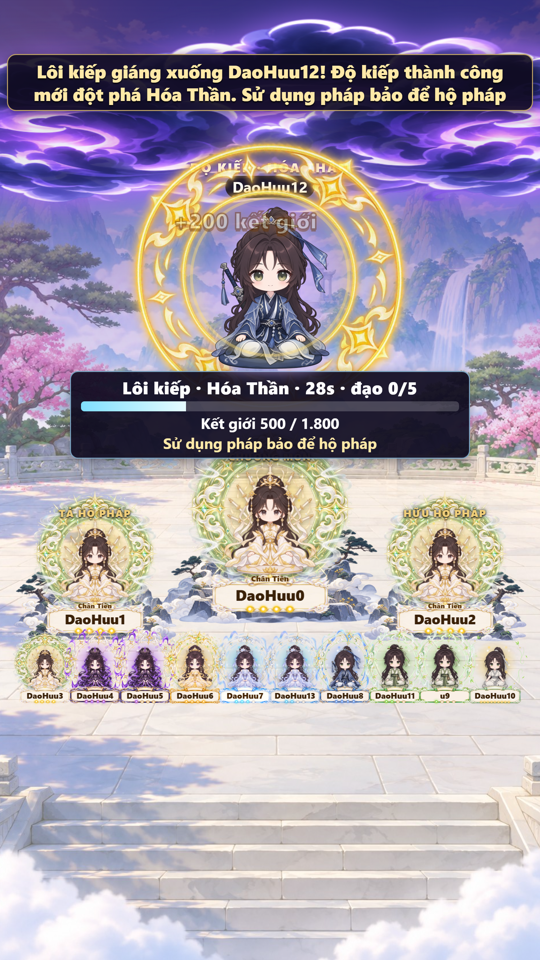 Lôi kiếp giáng xuống DaoHuu12! Độ kiếp thành công
mới đột phá Hóa Thần. Sử dụng pháp bảo để hộ pháp
DaoHuu12
+200 kết giới
Lôi kiếp · Hóa Thần · 28s · đạo 0/5
Kết giới 500 / 1.800
Sử dụng pháp bảo để hộ pháp
TẢ HỘ PHÁP
HỮU HỘ PHÁP
Chân Tiên
DaoHuu0
Chân Tiên
DaoHuu1
Chân Tiên
DaoHuu2
DaoHuu3
DaoHuu4
DaoHuu5
DaoHuu6
DaoHuu7
DaoHuu13
DaoHuu8
DaoHuu11
u9
DaoHuu10